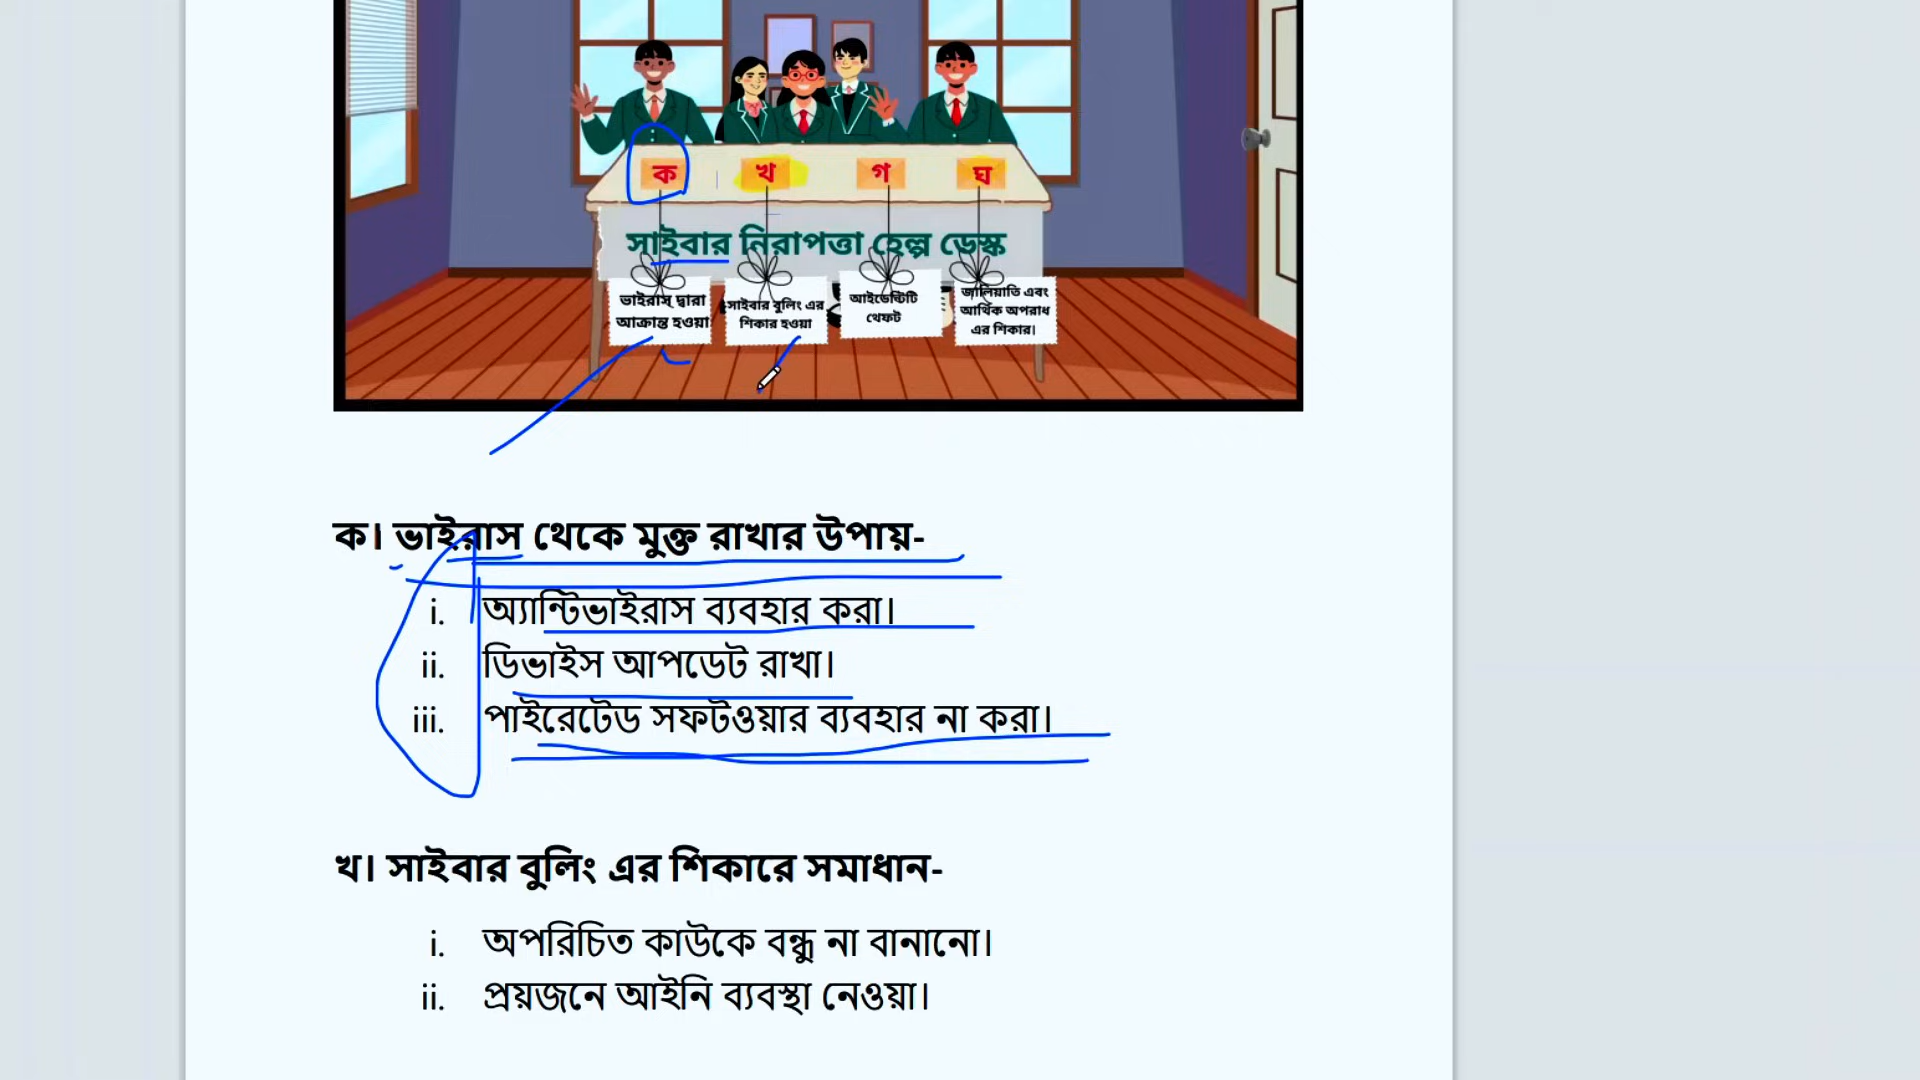 ক
খ
গ
ঘ
সাইবার নিরাপত্তা হেল্প ডেস্ক
ভাইরাস দ্বারা
আক্রান্ত হওয়া
সাইবার বুলিং এর
শিকার হওয়া
আইডেন্টিটি
থেফট
জালিয়াতি এবং
আর্থিক অপরাধ
এর শিকার।
ক। ভাইরাস থেকে মুক্ত রাখার উপায়-
i. অ্যান্টিভাইরাস ব্যবহার করা।
ii. ডিভাইস আপডেট রাখা।
iii. পাইরেটেড সফটওয়ার ব্যবহার না করা।
খ। সাইবার বুলিং এর শিকারে সমাধান-
i. অপরিচিত কাউকে বন্ধু না বানানো।
ii. প্রয়জনে আইনি ব্যবস্থা নেওয়া।